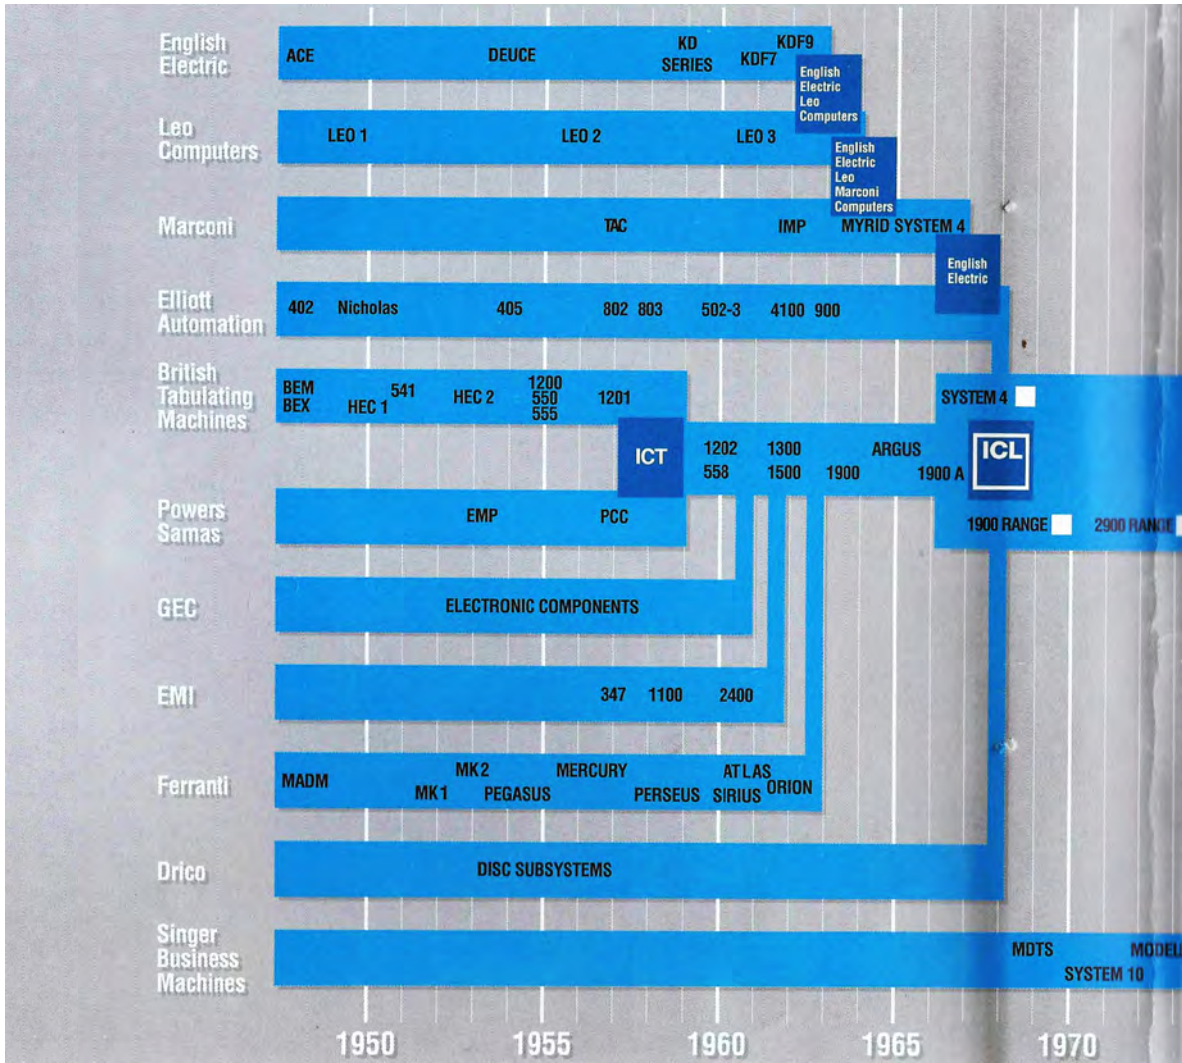 English
Electric
ACE
DEUCE
KD
SERIES
KDF7
KDF9
English
Electric
Leo
Computers
Leo
Computers
LEO 1
LEO 2
LEO 3
English
Electric
Leo
Marconi
Computers
Marconi
TAC
IMP
MYRID SYSTEM 4
English
Electric
Elliott
Automation
402
Nicholas
405
802
803
502-3
4100
900
British
Tabulating
Machines
BEM
BEX
HEC 1
541
HEC 2
1200
550
555
1201
SYSTEM 4
ICT
1202
558
1300
1500
1900
ARGUS
1900 A
ICL
1900 RANGE
2900 RANGE
Powers
Samas
EMP
PCC
GEC
ELECTRONIC COMPONENTS
EMI
347
1100
2400
Ferranti
MADM
MK1
MK2
PEGASUS
MERCURY
PERSEUS
ATLAS
SIRIUS
ORION
Drico
DISC SUBSYSTEMS
Singer
Business
Machines
MDTS
SYSTEM 10
1950
1955
1960
1965
1970